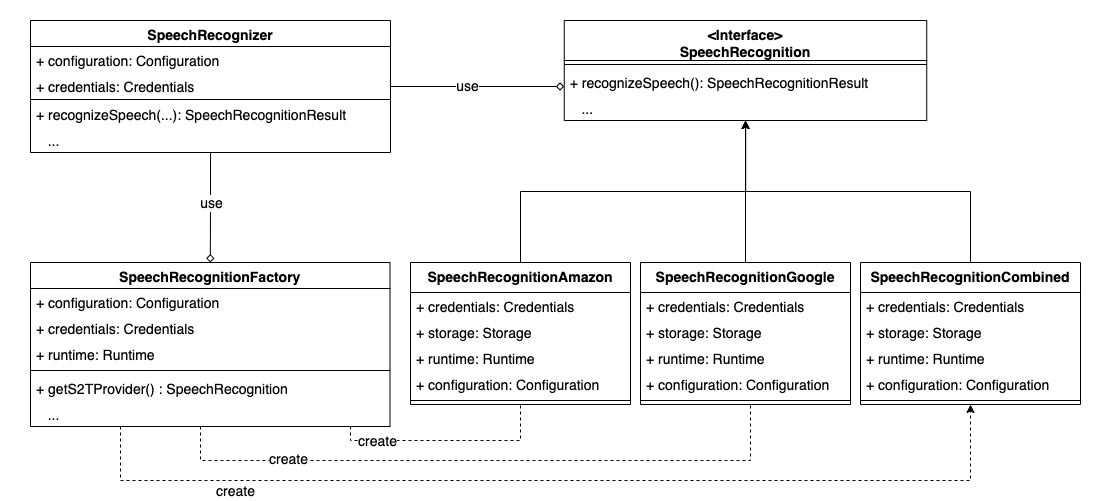 SpeechRecognizer
+ configuration: Configuration
+ credentials: Credentials
+ recognizeSpeech(...): SpeechRecognitionResult
...
use
<Interface>
SpeechRecognition
+ recognizeSpeech(): SpeechRecognitionResult
...
use
SpeechRecognitionFactory
+ configuration: Configuration
+ credentials: Credentials
+ runtime: Runtime
+ getS2TProvider() : SpeechRecognition
...
SpeechRecognitionAmazon
+ credentials: Credentials
+ storage: Storage
+ runtime: Runtime
+ configuration: Configuration
SpeechRecognitionGoogle
+ credentials: Credentials
+ storage: Storage
+ runtime: Runtime
+ configuration: Configuration
SpeechRecognitionCombined
+ credentials: Credentials
+ storage: Storage
+ runtime: Runtime
+ configuration: Configuration
create
create
create